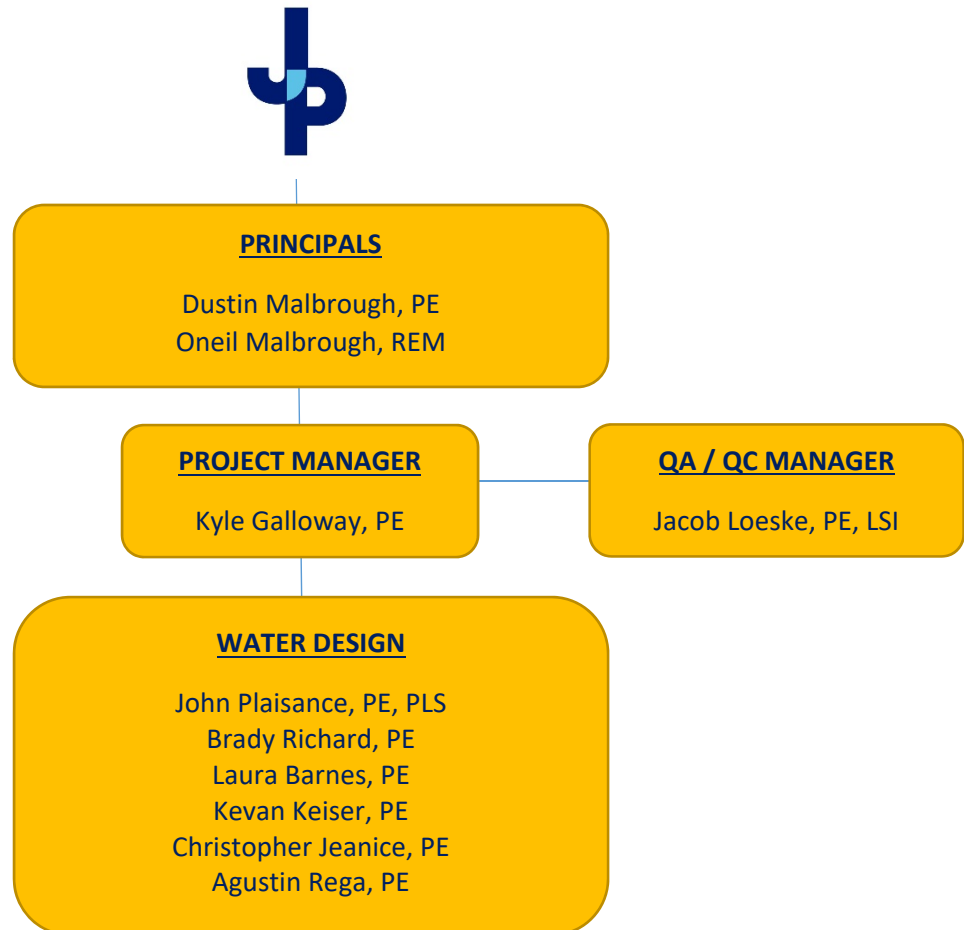 JP
PRINCIPALS
Dustin Malbrough, PE
Oneil Malbrough, REM
PROJECT MANAGER
Kyle Galloway, PE
QA / QC MANAGER
Jacob Loeske, PE, LSI
WATER DESIGN
John Plaisance, PE, PLS
Brady Richard, PE
Laura Barnes, PE
Kevan Keiser, PE
Christopher Jeanice, PE
Agustin Rega, PE